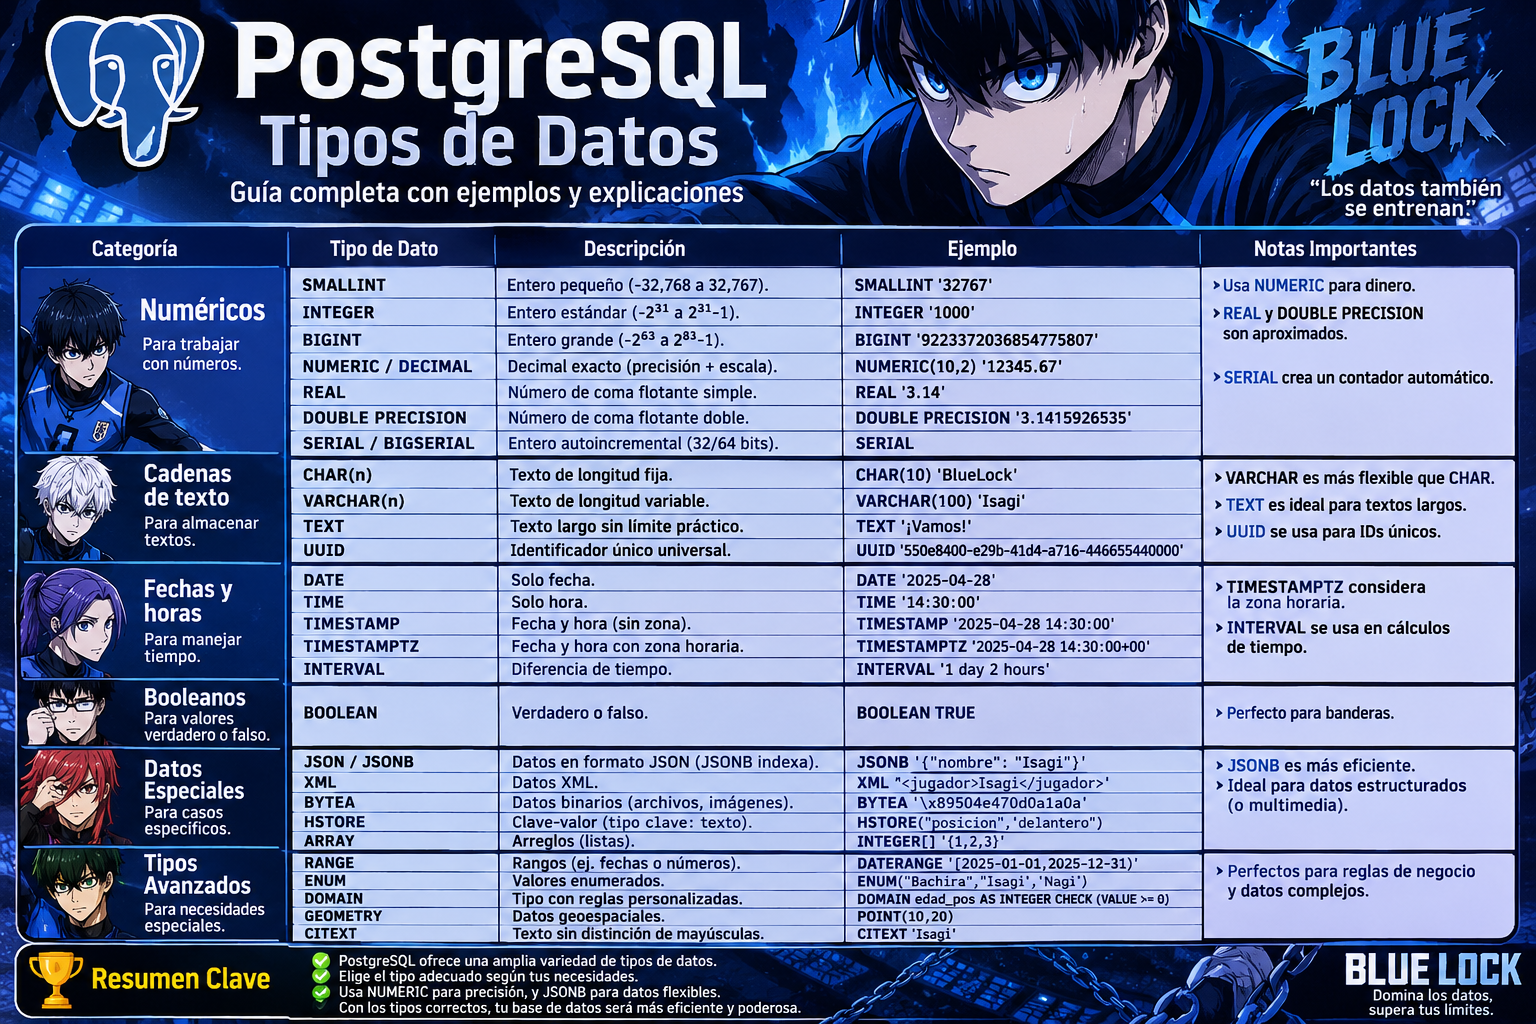 PostgreSQL
Tipos de Datos
Guía completa con ejemplos y explicaciones
BLUE
LOCK
“Los datos también
se entrenan.”
Categoría
Tipo de Dato
Descripción
Ejemplo
Notas Importantes
Numéricos
Para trabajar
con números.
SMALLINT
Entero pequeño (-32,768 a 32,767).
SMALLINT '32767'
INTEGER
Entero estándar (-2³¹ a 2³¹-1).
INTEGER '1000'
BIGINT
Entero grande (-2⁶³ a 2⁸³-1).
BIGINT '9223372036854775807'
NUMERIC / DECIMAL
Decimal exacto (precisión + escala).
NUMERIC(10,2) '12345.67'
REAL
Número de coma flotante simple.
REAL '3.14'
DOUBLE PRECISION
Número de coma flotante doble.
DOUBLE PRECISION '3.1415926535'
SERIAL / BIGSERIAL
Entero autoincremental (32/64 bits).
SERIAL
› Usa NUMERIC para dinero.
› REAL y DOUBLE PRECISION
son aproximados.
› SERIAL crea un contador automático.
Cadenas
de texto
Para almacenar
textos.
CHAR(n)
Texto de longitud fija.
CHAR(10) 'BlueLock'
VARCHAR(n)
Texto de longitud variable.
VARCHAR(100) 'Isagi'
TEXT
Texto largo sin límite práctico.
TEXT '¡Vamos!'
UUID
Identificador único universal.
UUID '550e8400-e29b-41d4-a716-446655440000'
› VARCHAR es más flexible que CHAR.
› TEXT es ideal para textos largos.
› UUID se usa para IDs únicos.
Fechas y
horas
Para manejar
tiempo.
DATE
Solo fecha.
DATE '2025-04-28'
TIME
Solo hora.
TIME '14:30:00'
TIMESTAMP
Fecha y hora (sin zona).
TIMESTAMP '2025-04-28 14:30:00'
TIMESTAMPTZ
Fecha y hora con zona horaria.
TIMESTAMPTZ '2025-04-28 14:30:00+00'
INTERVAL
Diferencia de tiempo.
INTERVAL '1 day 2 hours'
› TIMESTAMPTZ considera
la zona horaria.
› INTERVAL se usa en cálculos
de tiempo.
Booleanos
Para valores
verdadero o falso.
BOOLEAN
Verdadero o falso.
BOOLEAN TRUE
› Perfecto para banderas.
Datos
Especiales
Para casos
especificos.
JSON / JSONB
Datos en formato JSON (JSONB indexa).
JSONB '{"nombre": "Isagi"}'
XML
Datos XML.
XML "<jugador>Isagi</jugador>'
BYTEA
Datos binarios (archivos, imágenes).
BYTEA '\x89504e470d0a1a0a'
HSTORE
Clave-valor (tipo clave: texto).
HSTORE("posicion",'delantero")
ARRAY
Arreglos (listas).
INTEGER[] '{1,2,3}'
› JSONB es más eficiente.
› Ideal para datos estructurados
(o multimedia).
Tipos
Avanzados
Para necesidades
especiales.
RANGE
Rangos (ej. fechas o números).
DATERANGE '[2025-01-01,2025-12-31)'
ENUM
Valores enumerados.
ENUM("Bachira","Isagi','Nagi')
DOMAIN
Tipo con reglas personalizadas.
DOMAIN edad_pos AS INTEGER CHECK (VALUE >= 0)
GEOMETRY
Datos geoespaciales.
POINT(10,20)
CITEXT
Texto sin distinción de mayúsculas.
CITEXT 'Isagi'
› Perfectos para reglas de negocio
y datos complejos.
Resumen Clave
PostgreSQL ofrece una amplia variedad de tipos de datos.
Elige el tipo adecuado según tus necesidades.
Usa NUMERIC para precisión, y JSONB para datos flexibles.
Con los tipos correctos, tu base de datos será más eficiente y poderosa.
BLUE LOCK
Domina los datos,
supera tus límites.